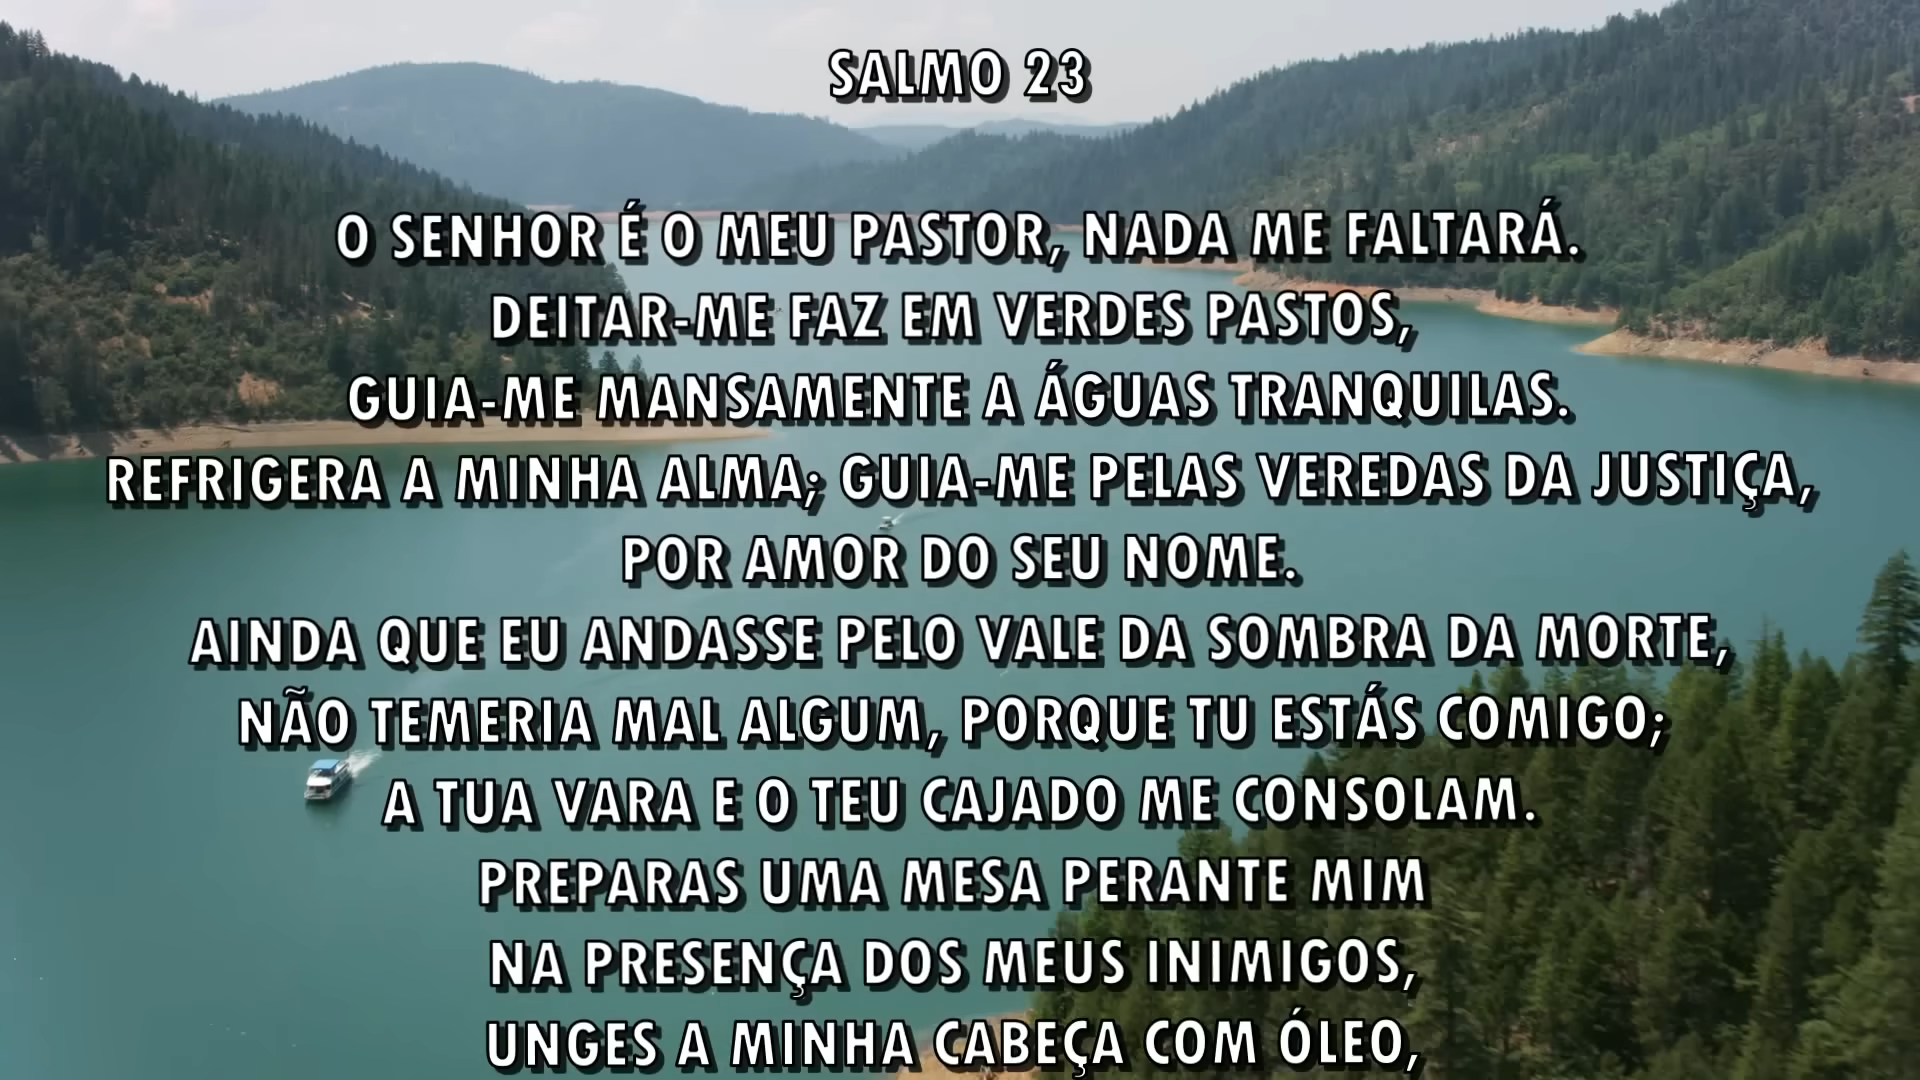 SALMO 23
O SENHOR É O MEU PASTOR, NADA ME FALTARÁ.
DEITAR-ME FAZ EM VERDES PASTOS,
GUIA-ME MANSAMENTE A ÁGUAS TRANQUILAS.
REFRIGERA A MINHA ALMA; GUIA-ME PELAS VEREDAS DA JUSTIÇA,
POR AMOR DO SEU NOME.
AINDA QUE EU ANDASSE PELO VALE DA SOMBRA DA MORTE,
NÃO TEMERIA MAL ALGUM, PORQUE TU ESTÁS COMIGO;
A TUA VARA E O TEU CAJADO ME CONSOLAM.
PREPARAS UMA MESA PERANTE MIM
NA PRESENÇA DOS MEUS INIMIGOS,
UNGES A MINHA CABEÇA COM ÓLEO,